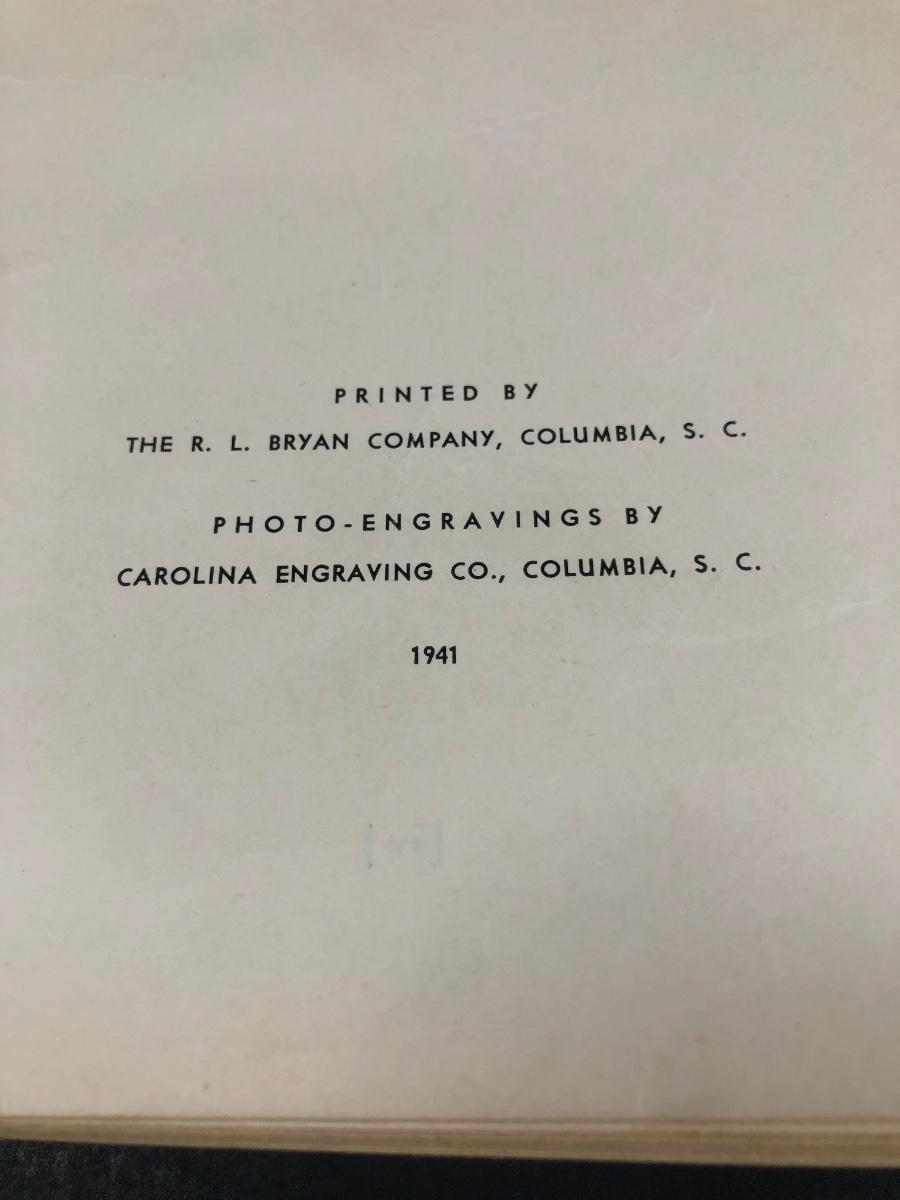 PRINTED BY
THE R. L. BRYAN COMPANY, COLUMBIA, S. C.
PHOTO-ENGRAVINGS BY
CAROLINA ENGRAVING CO., COLUMBIA, S. C.
1941